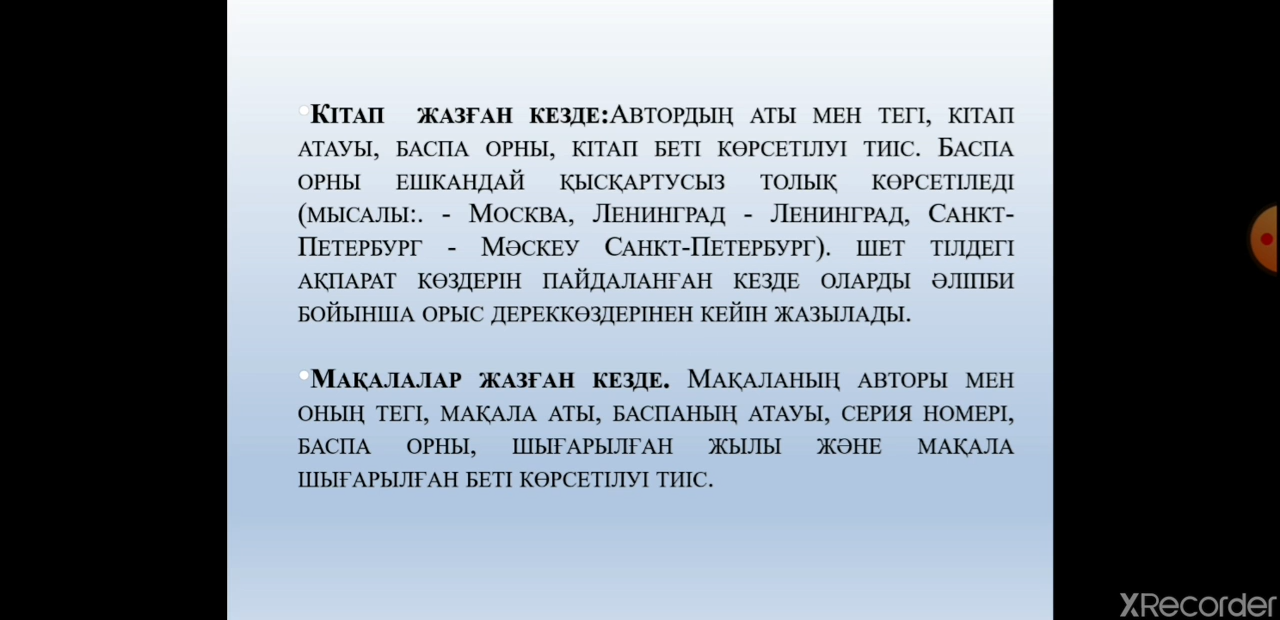 •Кітап жазған кезде:Автордың аты мен тегі, кітап
атауы, баспа орны, кітап беті көрсетілуі тиіс. Баспа
орны ешкандай қысқартусыз толық көрсетіледі
(мысалы:. - Москва, Ленинград - Ленинград, Санкт-
Петербург - Мәскеу Санкт-Петербург). шет тілдегі
ақпарат көздерін пайдаланған кезде оларды әліпби
бойынша орыс дереккөздерінен кейін жазылады.
•Мақалалар жазған кезде. Мақаланың авторы мен
оның тегі, мақала аты, баспаның атауы, серия номері,
баспа орны, шығарылған жылы және мақала
шығарылған беті көрсетілуі тиіс.
XRecorder